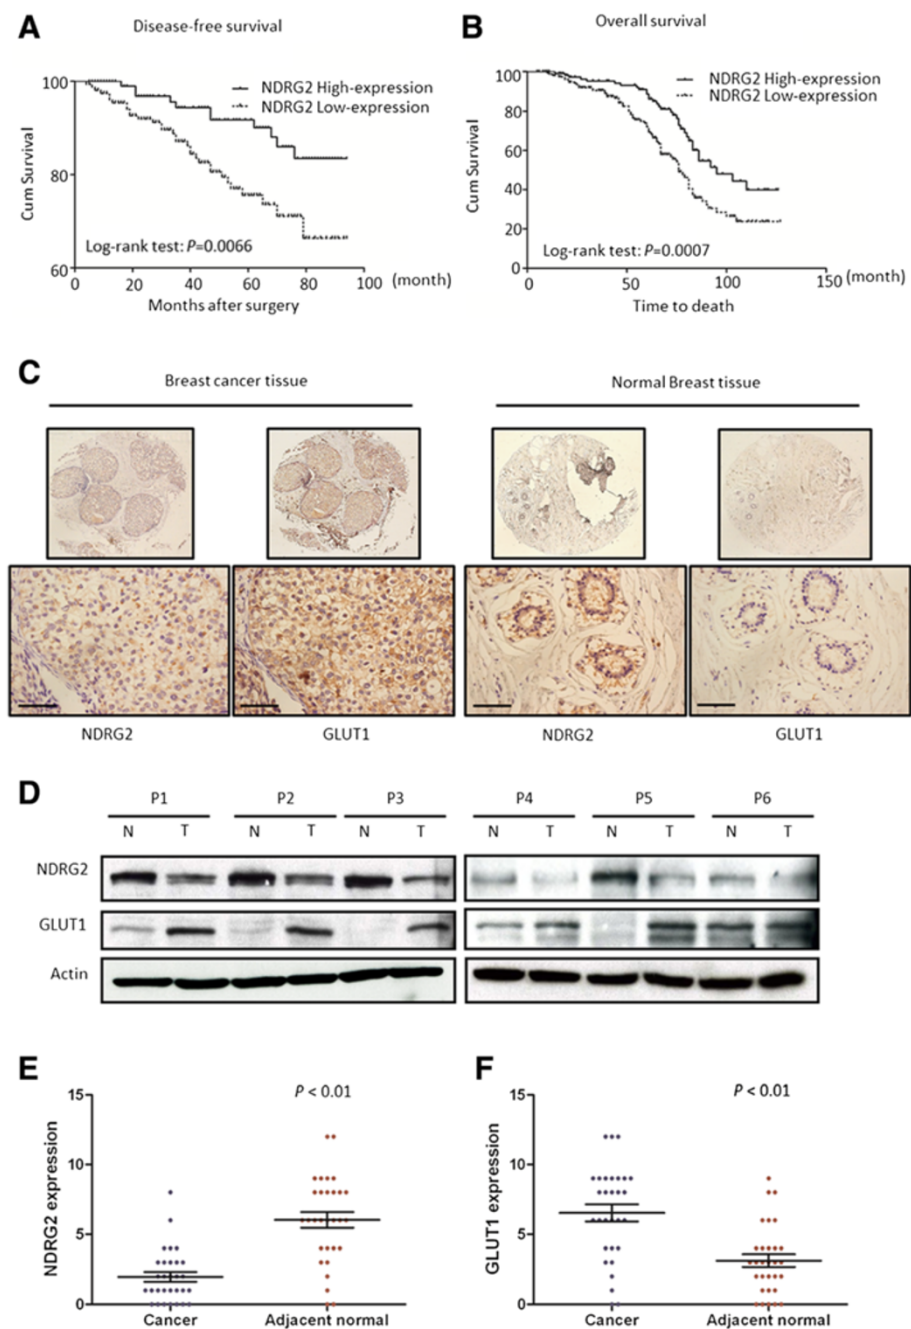 A
Disease-free survival
100
80
60
Cum Survival
NDRG2 High-expression
NDRG2 Low-expression
Log-rank test: P=0.0066
0 20 40 60 80 100 (month)
Months after surgery
B
Overall survival
100
80
60
40
20
0
Cum Survival
NDRG2 High-expression
NDRG2 Low-expression
Log-rank test: P=0.0007
0 50 100 150 (month)
Time to death
C
Breast cancer tissue
Normal Breast tissue
NDRG2 GLUT1 NDRG2 GLUT1
D
P1 P2 P3 P4 P5 P6
N T N T N T N T N T N T
NDRG2
GLUT1
Actin
E
P < 0.01
15
10
5
0
NDRG2 expression
Cancer Adjacent normal
F
P < 0.01
15
10
5
0
GLUT1 expression
Cancer Adjacent normal